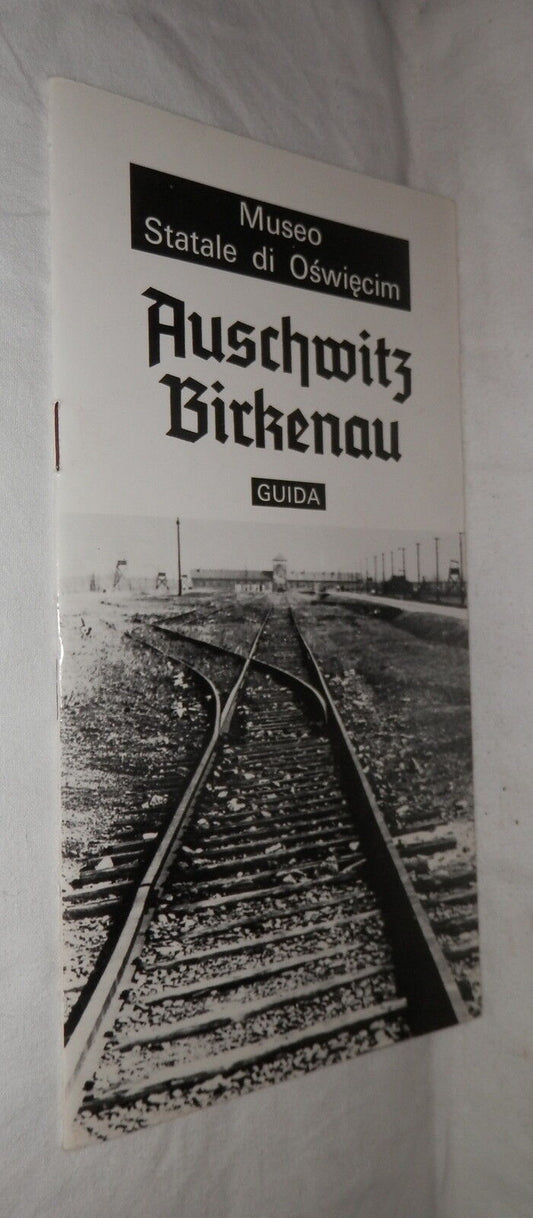 Museo
Statale di Oświęcim
Auschwitz
Birkenau
GUIDA